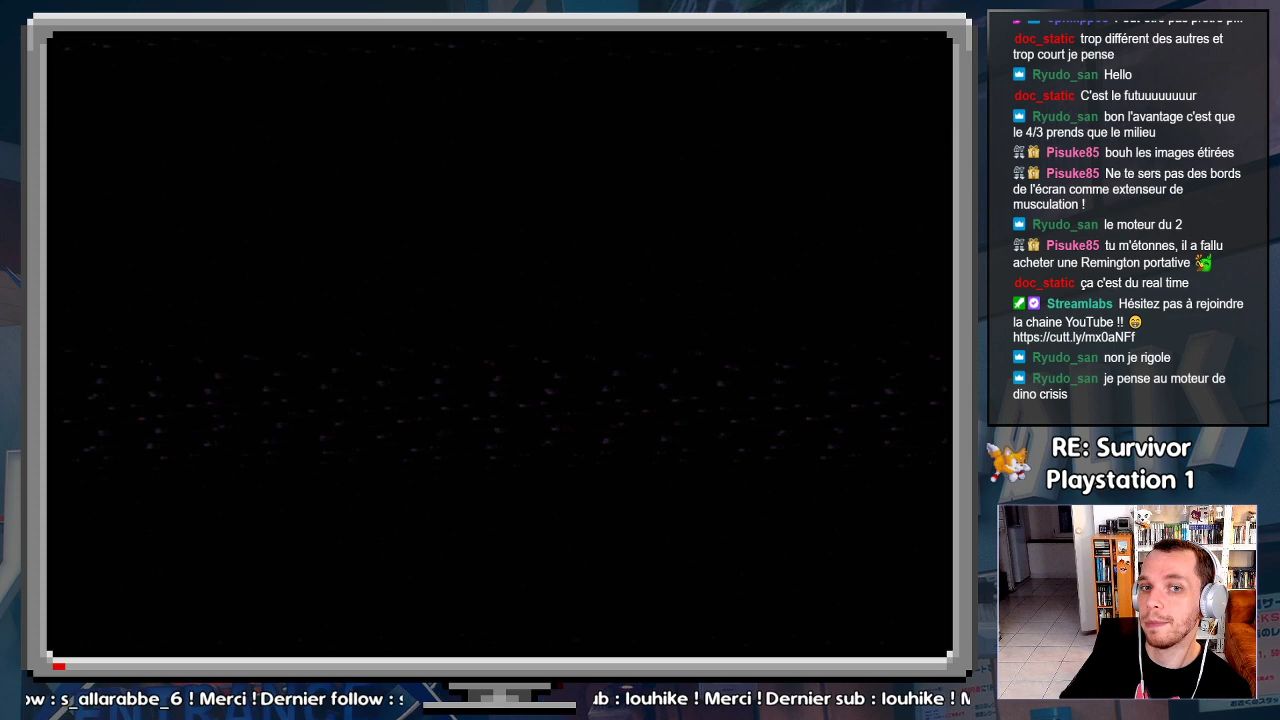 doc_static trop différent des autres et
trop court je pense
Ryudo_san Hello
doc_static C'est le futuuuuuuuur
Ryudo_san bon l'avantage c'est que
le 4/3 prends que le milieu
Pisuke85 bouh les images étirées
Pisuke85 Ne te sers pas des bords
de l'écran comme extenseur de
musculation !
Ryudo_san le moteur du 2
Pisuke85 tu m'étonnes, il a fallu
acheter une Remington portative
doc_static ça c'est du real time
Streamlabs Hésitez pas à rejoindre
la chaine YouTube !!
https://cutt.ly/mx0aNFf
Ryudo_san non je rigole
Ryudo_san je pense au moteur de
dino crisis
RE: Survivor
Playstation 1
ow : s_allarabbe_6 ! Merci ! Dernier follow : s
ub : louhike ! Merci ! Dernier sub : louhike ! M